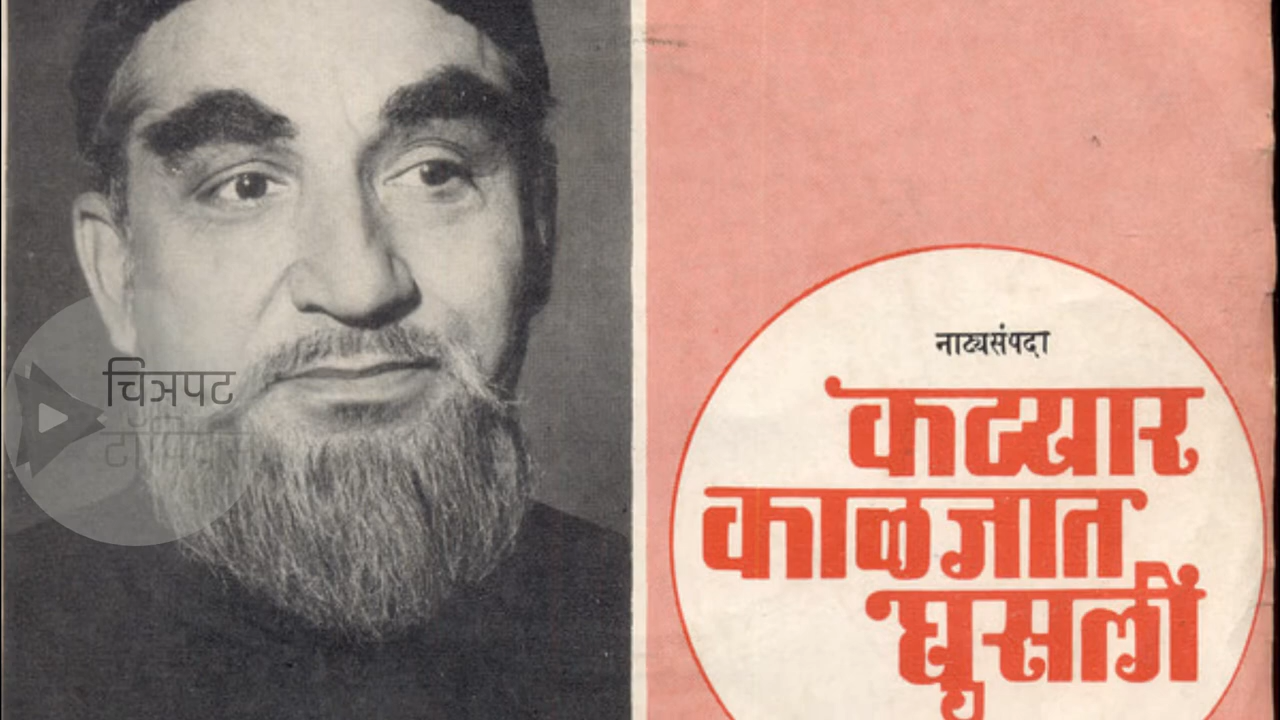 चित्रपट
नाट्यसंपदा
कट्यार
काळजात
घुसलीं